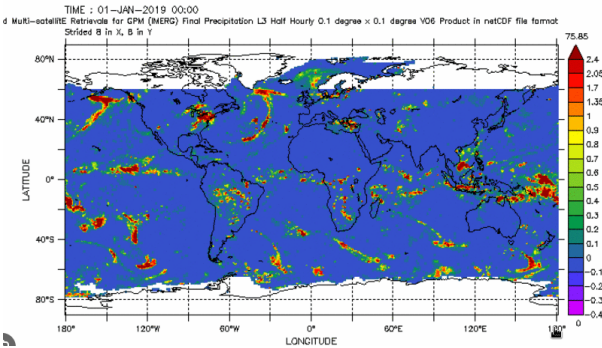 TIME : 01-JAN-2019 00:00
d Multi-satellitE Retrievals for GPM (IMERG) Final Precipitation L3 Half Hourly 0.1 degree x 0.1 degree V06 Product in netCDF file format
Strided 8 in X, 8 in Y
75.85
80°N
40°N
0°
40°S
80°S
LATITUDE
180°
120°W
60°W
0°
60°E
120°E
180°
LONGITUDE
2.4
2.05
1.7
1.35
1
0.9
0.8
0.7
0.6
0.5
0.4
0.3
0.2
0.1
0
-0.1
-0.2
-0.3
-0.4
0